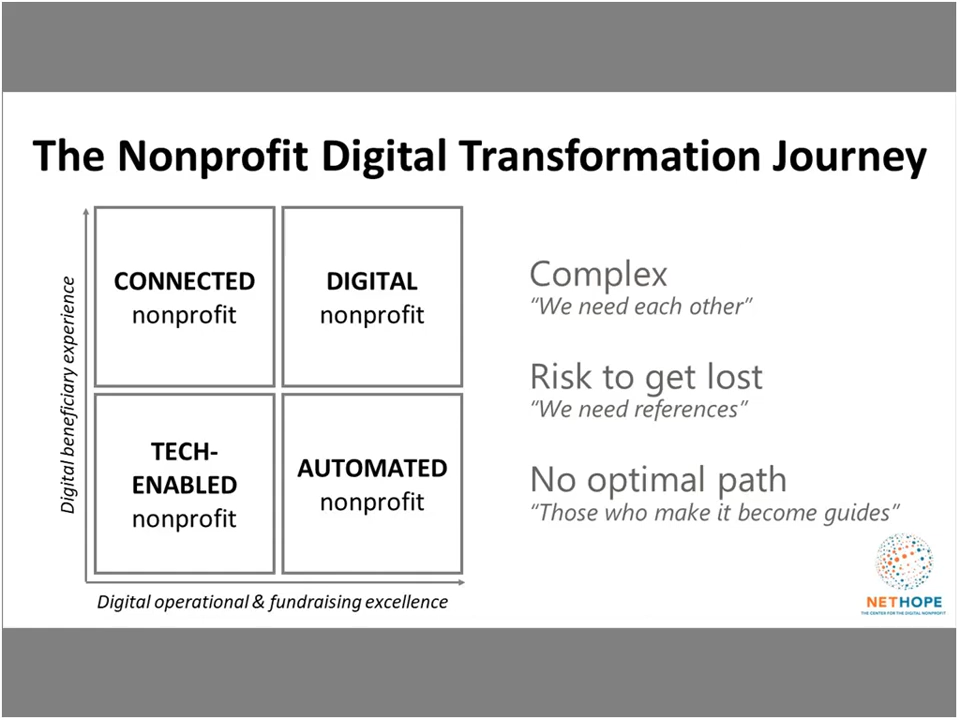 The Nonprofit Digital Transformation Journey
Digital beneficiary experience
CONNECTED
nonprofit
DIGITAL
nonprofit
TECH-
ENABLED
nonprofit
AUTOMATED
nonprofit
Digital operational & fundraising excellence
Complex
“We need each other”
Risk to get lost
“We need references”
No optimal path
“Those who make it become guides”
NETHOPE
THE CENTER FOR THE DIGITAL NONPROFIT